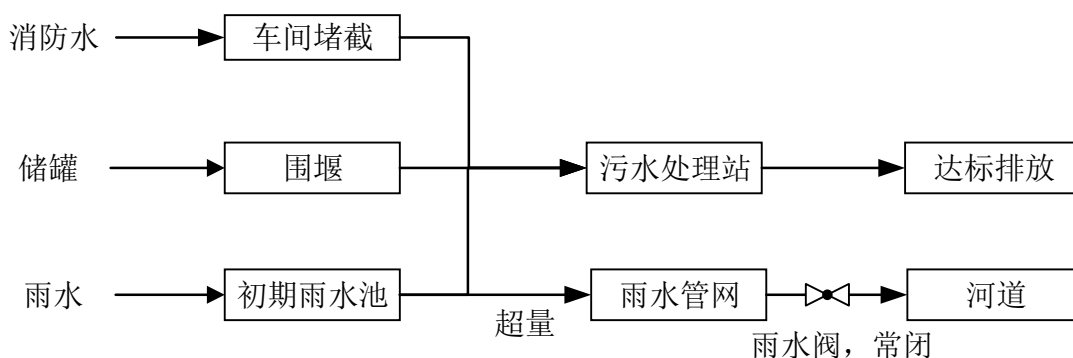 消防水
车间堵截
储罐
围堰
污水处理站
达标排放
雨水
初期雨水池
超量
雨水管网
河道
雨水阀，常闭